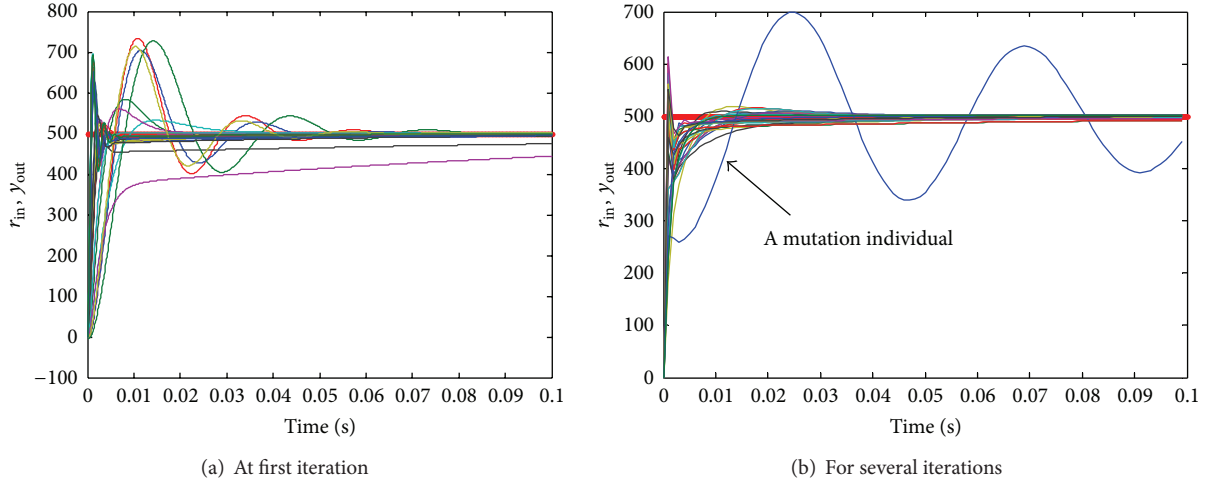 800
700
600
500
400
300
200
100
0
−100
r_in, y_out
0 0.01 0.02 0.03 0.04 0.05 0.06 0.07 0.08 0.09 0.1
Time (s)
(a) At first iteration
700
600
500
400
300
200
100
0
r_in, y_out
A mutation individual
0 0.01 0.02 0.03 0.04 0.05 0.06 0.07 0.08 0.09 0.1
Time (s)
(b) For several iterations